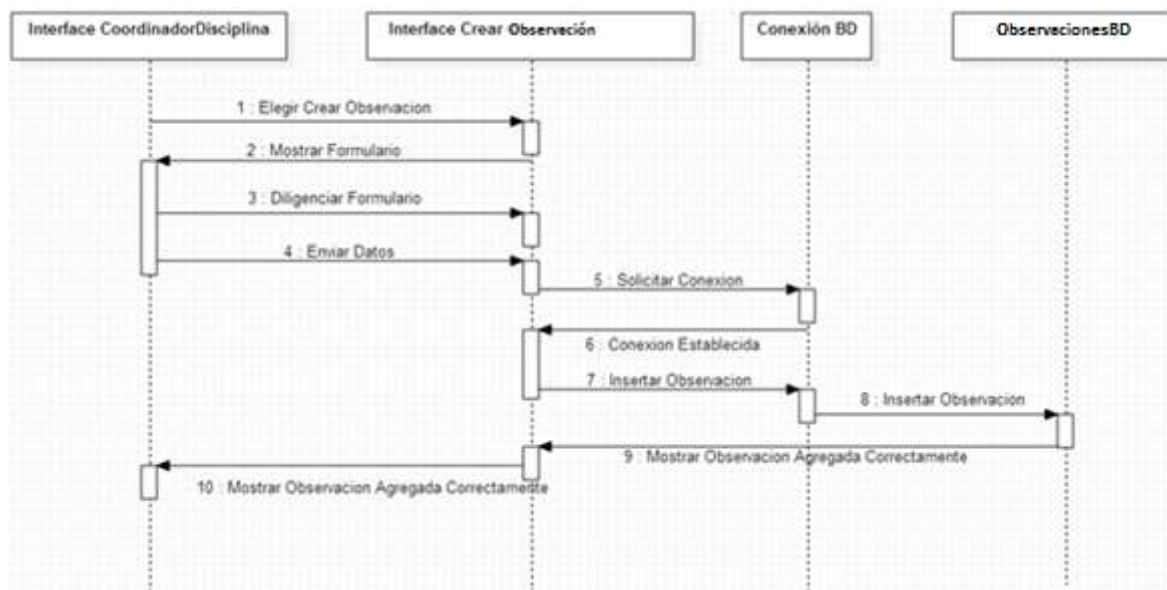 Interface CoordinadorDisciplina
Interface Crear Observación
Conexión BD
ObservacionesBD
1 : Elegir Crear Observacion
2 : Mostrar Formulario
3 : Diligenciar Formulario
4 : Enviar Datos
5 : Solicitar Conexion
6 : Conexion Establecida
7 : Insertar Observacion
8 : Insertar Observacion
9 : Mostrar Observacion Agregada Correctamente
10 : Mostrar Observacion Agregada Correctamente